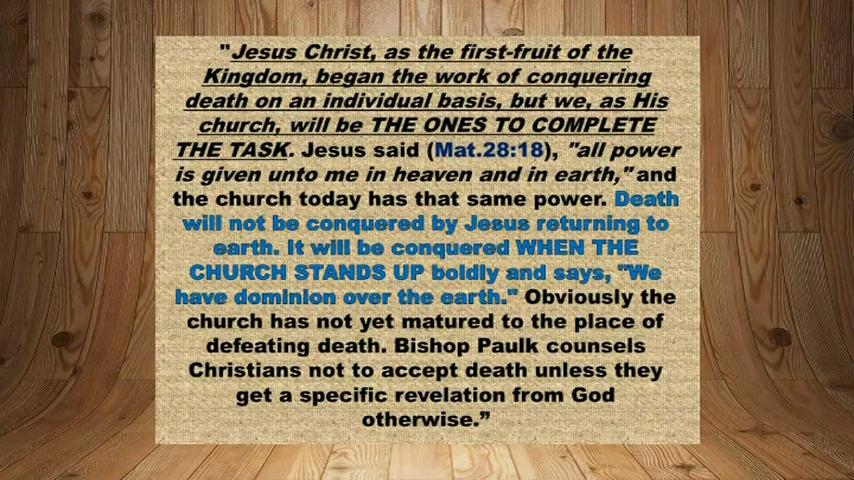 "Jesus Christ, as the first-fruit of the
Kingdom, began the work of conquering
death on an individual basis, but we, as His
church, will be THE ONES TO COMPLETE
THE TASK. Jesus said (Mat.28:18), "all power
is given unto me in heaven and in earth," and
the church today has that same power. Death
will not be conquered by Jesus returning to
earth. It will be conquered WHEN THE
CHURCH STANDS UP boldly and says, "We
have dominion over the earth." Obviously the
church has not yet matured to the place of
defeating death. Bishop Paulk counsels
Christians not to accept death unless they
get a specific revelation from God
otherwise.”